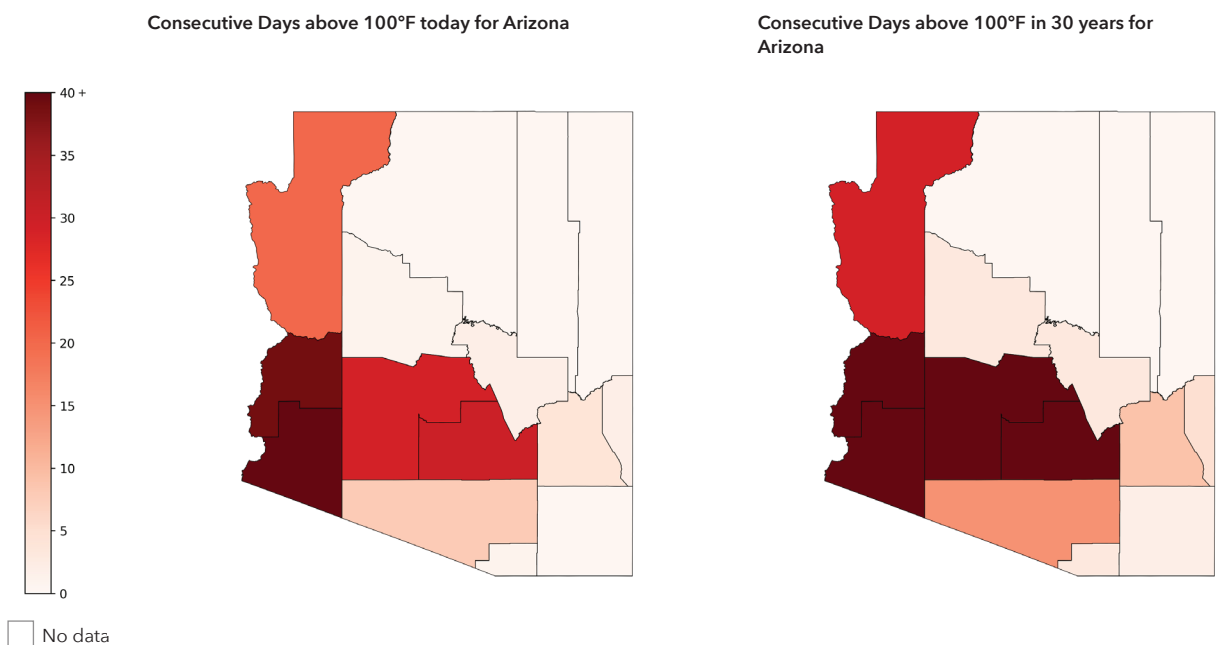 Consecutive Days above 100°F today for Arizona
Consecutive Days above 100°F in 30 years for
Arizona
40 +
35
30
25
20
15
10
5
0
No data